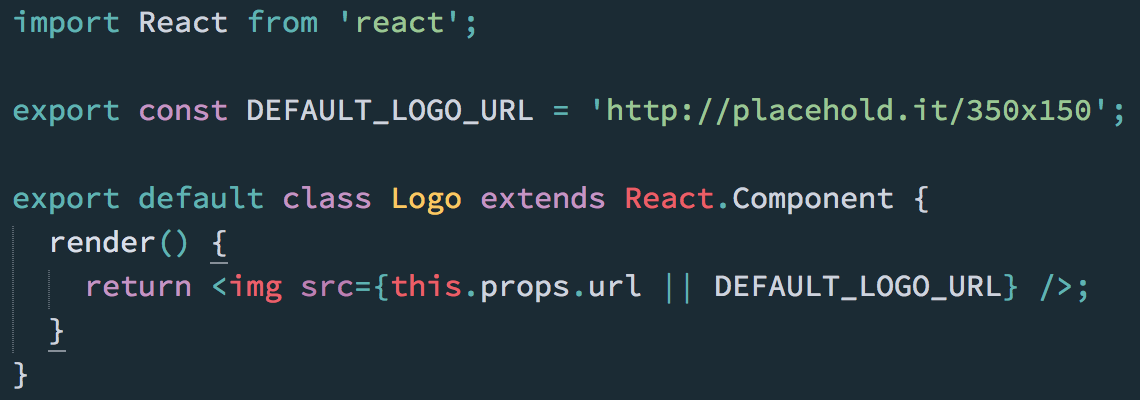 import React from 'react';
export const DEFAULT_LOGO_URL = 'http://placehold.it/350x150';
export default class Logo extends React.Component {
  render() {
    return <img src={this.props.url || DEFAULT_LOGO_URL} />;
  }
}